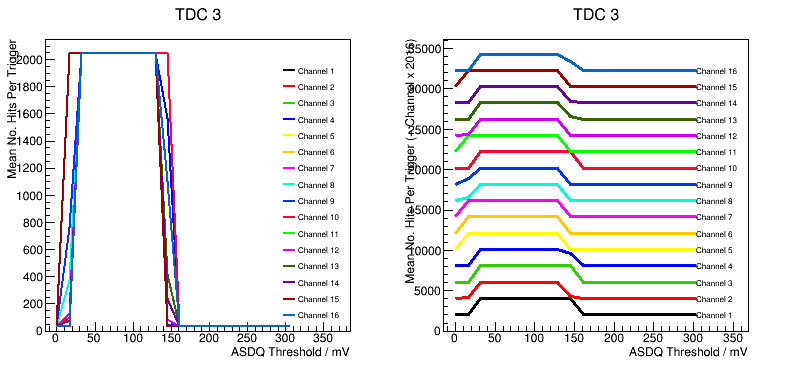 TDC 3
Mean No. Hits Per Trigger
2000
1800
1600
1400
1200
1000
800
600
400
200
0
0 50 100 150 200 250 300 350
ASDQ Threshold / mV
Channel 1
Channel 2
Channel 3
Channel 4
Channel 5
Channel 6
Channel 7
Channel 8
Channel 9
Channel 10
Channel 11
Channel 12
Channel 13
Channel 14
Channel 15
Channel 16
TDC 3
Mean No. Hits Per Trigger (+ Channel x 2016)
35000
30000
25000
20000
15000
10000
5000
0
0 50 100 150 200 250 300 350
ASDQ Threshold / mV
Channel 16
Channel 15
Channel 14
Channel 13
Channel 12
Channel 11
Channel 10
Channel 9
Channel 8
Channel 7
Channel 6
Channel 5
Channel 4
Channel 3
Channel 2
Channel 1